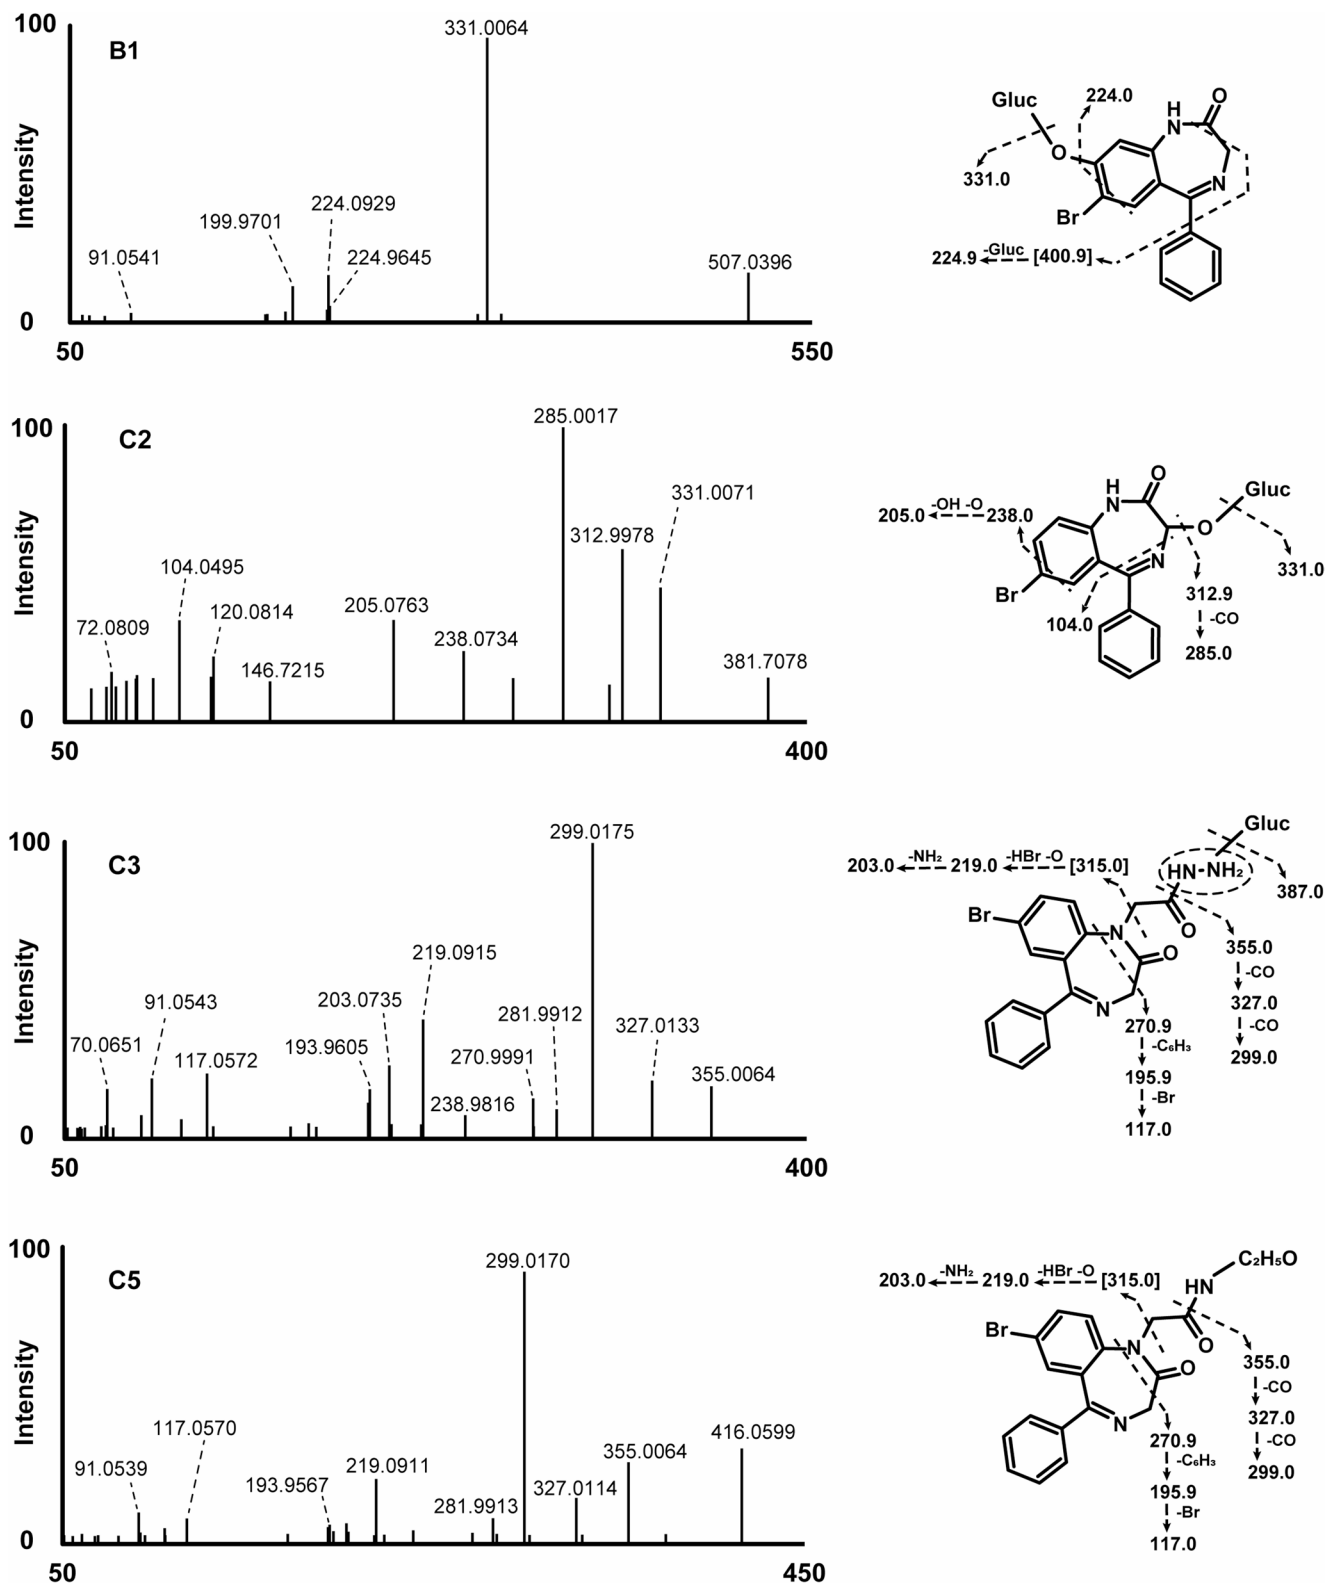 100
B1
Intensity
331.0064
199.9701
224.0929
91.0541
224.9645
507.0396
0
50
550
Gluc
224.0
H
N
O
O
331.0
N
Br
224.9 -Gluc [400.9]
100
C2
Intensity
285.0017
331.0071
312.9978
104.0495
120.0814
205.0763
72.0809
238.0734
146.7215
381.7078
0
50
400
H
N
O
Gluc
205.0 -OH -O 238.0
O
N
331.0
Br
312.9
104.0
-CO
285.0
100
C3
Intensity
299.0175
219.0915
203.0735
281.9912
91.0543
327.0133
70.0651
193.9605
270.9991
117.0572
355.0064
238.9816
0
50
400
Gluc
203.0 -NH₂ 219.0 -HBr -O [315.0]
HN-NH₂
387.0
Br
N
O
355.0
O
-CO
N
327.0
270.9
-CO
-C₆H₃
299.0
195.9
-Br
117.0
100
C5
Intensity
299.0170
416.0599
117.0570
355.0064
91.0539
219.0911
193.9567
327.0114
281.9913
0
50
450
C₂H₅O
203.0 -NH₂ 219.0 -HBr -O [315.0]
HN
Br
N
O
355.0
O
-CO
N
327.0
270.9
-CO
-C₆H₃
299.0
195.9
-Br
117.0